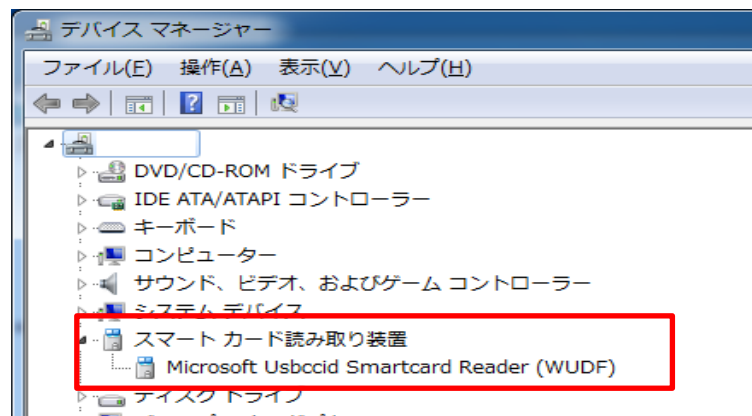 デバイス マネージャー
ファイル(F) 操作(A) 表示(V) ヘルプ(H)
DVD/CD-ROM ドライブ
IDE ATA/ATAPI コントローラー
キーボード
コンピューター
サウンド、ビデオ、およびゲーム コントローラー
システム デバイス
スマート カード読み取り装置
Microsoft Usbccid Smartcard Reader (WUDF)
ディスク ドライブ